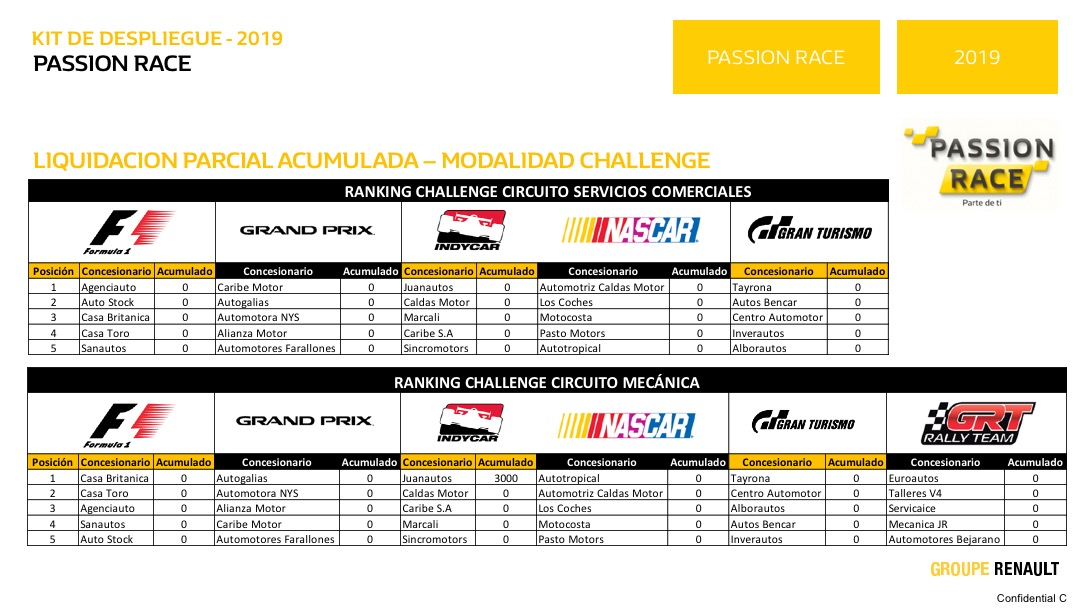 KIT DE DESPLIEGUE - 2019
PASSION RACE
PASSION RACE
2019
PASSION
RACE
Parte de ti
LIQUIDACION PARCIAL ACUMULADA – MODALIDAD CHALLENGE
RANKING CHALLENGE CIRCUITO SERVICIOS COMERCIALES
F1 Formula 1 GRAND PRIX INDYCAR NASCAR GRAN TURISMO
Posición Concesionario Acumulado Concesionario Acumulado Concesionario Acumulado Concesionario Acumulado Concesionario Acumulado
1 Agenciauto 0 Caribe Motor 0 Juanautos 0 Automotriz Caldas Motor 0 Tayrona 0
2 Auto Stock 0 Autogalias 0 Caldas Motor 0 Los Coches 0 Autos Bencar 0
3 Casa Britanica 0 Automotora NYS 0 Marcali 0 Motocosta 0 Centro Automotor 0
4 Casa Toro 0 Alianza Motor 0 Caribe S.A 0 Pasto Motors 0 Inverautos 0
5 Sanautos 0 Automotores Farallones 0 Sincromotors 0 Autotropical 0 Alborautos 0
RANKING CHALLENGE CIRCUITO MECÁNICA
F1 Formula 1 GRAND PRIX INDYCAR NASCAR GRAN TURISMO GRT RALLY TEAM
Posición Concesionario Acumulado Concesionario Acumulado Concesionario Acumulado Concesionario Acumulado Concesionario Acumulado Concesionario Acumulado
1 Casa Britanica 0 Autogalias 0 Juanautos 3000 Autotropical 0 Tayrona 0 Euroautos 0
2 Casa Toro 0 Automotora NYS 0 Caldas Motor 0 Automotriz Caldas Motor 0 Centro Automotor 0 Talleres V4 0
3 Agenciauto 0 Alianza Motor 0 Caribe S.A 0 Los Coches 0 Alborautos 0 Servicaice 0
4 Sanautos 0 Caribe Motor 0 Marcali 0 Motocosta 0 Autos Bencar 0 Mecanica JR 0
5 Auto Stock 0 Automotores Farallones 0 Sincromotors 0 Pasto Motors 0 Inverautos 0 Automotores Bejarano 0
GROUPE RENAULT
Confidential C